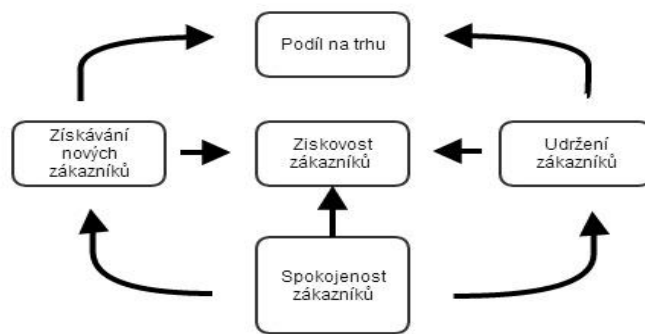 Podíl na trhu
Získávání
nových
zákazníků
Ziskovost
zákazníků
Udržení
zákazníků
Spokojenost
zákazníků